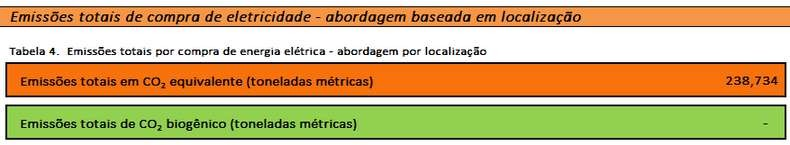 Emissões totais de compra de eletricidade - abordagem baseada em localização
Tabela 4. Emissões totais por compra de energia elétrica - abordagem por localização
Emissões totais em CO₂ equivalente (toneladas métricas) 238,734
Emissões totais de CO₂ biogênico (toneladas métricas) -